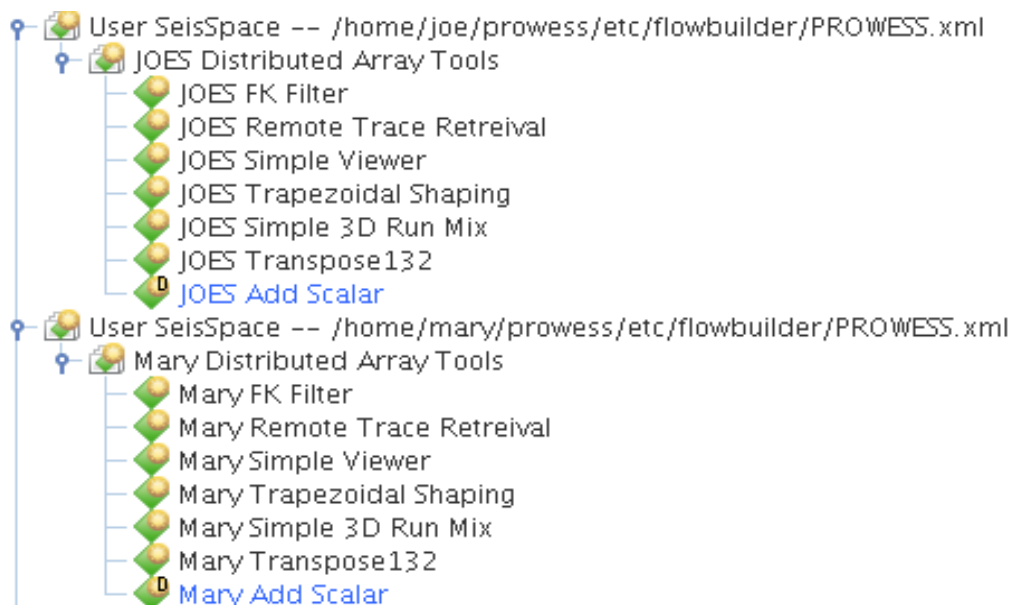 User SeisSpace -- /home/joe/prowess/etc/flowbuilder/PROWESS.xml
JOES Distributed Array Tools
JOES FK Filter
JOES Remote Trace Retreival
JOES Simple Viewer
JOES Trapezoidal Shaping
JOES Simple 3D Run Mix
JOES Transpose132
D
JOES Add Scalar
User SeisSpace -- /home/mary/prowess/etc/flowbuilder/PROWESS.xml
Mary Distributed Array Tools
Mary FK Filter
Mary Remote Trace Retreival
Mary Simple Viewer
Mary Trapezoidal Shaping
Mary Simple 3D Run Mix
Mary Transpose132
D
Mary Add Scalar